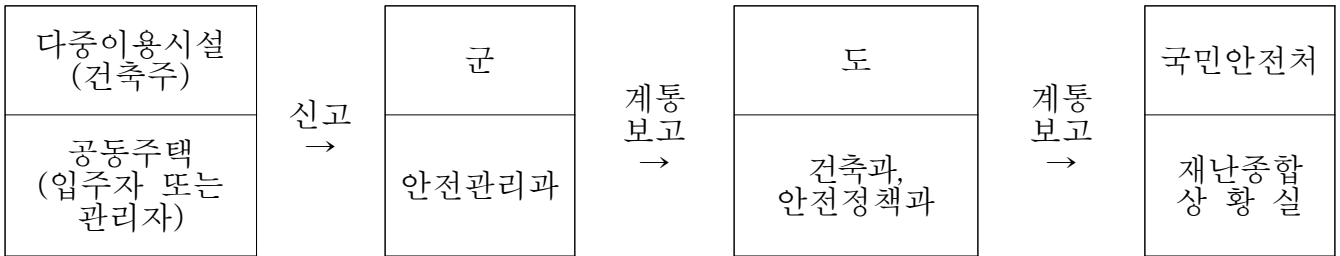 다중이용시설
(건축주)
공동주택
(입주자 또는
관리자)
신고
→
군
안전관리과
계통
보고
→
도
건축과,
안전정책과
계통
보고
→
국민안전처
재난종합
상 황 실